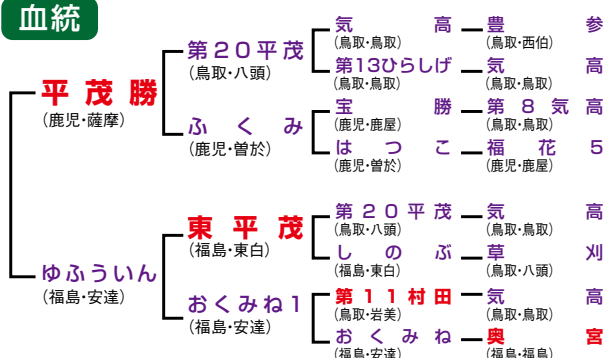 血統
気高
(鳥取・鳥取)
豊参
(鳥取・西伯)
第20平茂
(鳥取・八頭)
第13ひらしげ
(鳥取・鳥取)
気高
(鳥取・鳥取)
平茂勝
(鹿児・薩摩)
宝勝
(鹿児・鹿屋)
第8気高
(鳥取・鳥取)
ふくみ
(鹿児・曽於)
はつこ
(鹿児・曽於)
福花5
(鹿児・鹿屋)
第20平茂
(鳥取・八頭)
気高
(鳥取・鳥取)
東平茂
(福島・東白)
しのぶ
(福島・東白)
草刈
(鳥取・八頭)
ゆふういん
(福島・安達)
第11村田
(鳥取・岩美)
気高
(鳥取・鳥取)
おくみね1
(福島・安達)
おくみね
(福島・安達)
奥宮
(福島・福島)